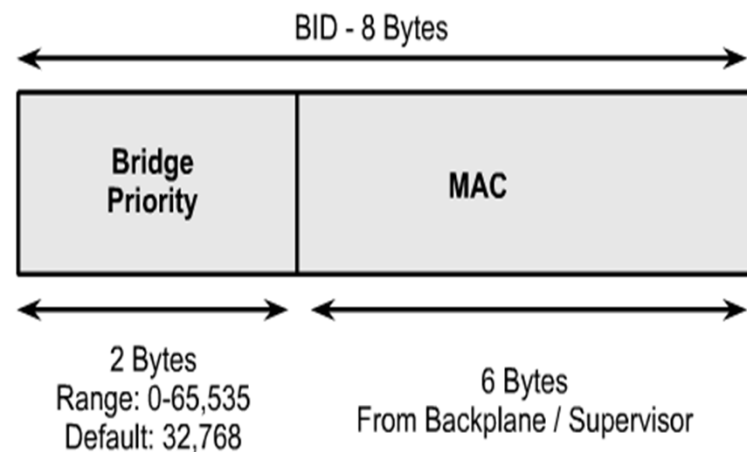 BID - 8 Bytes
Bridge
Priority
MAC
2 Bytes
Range: 0-65,535
Default: 32,768
6 Bytes
From Backplane / Supervisor